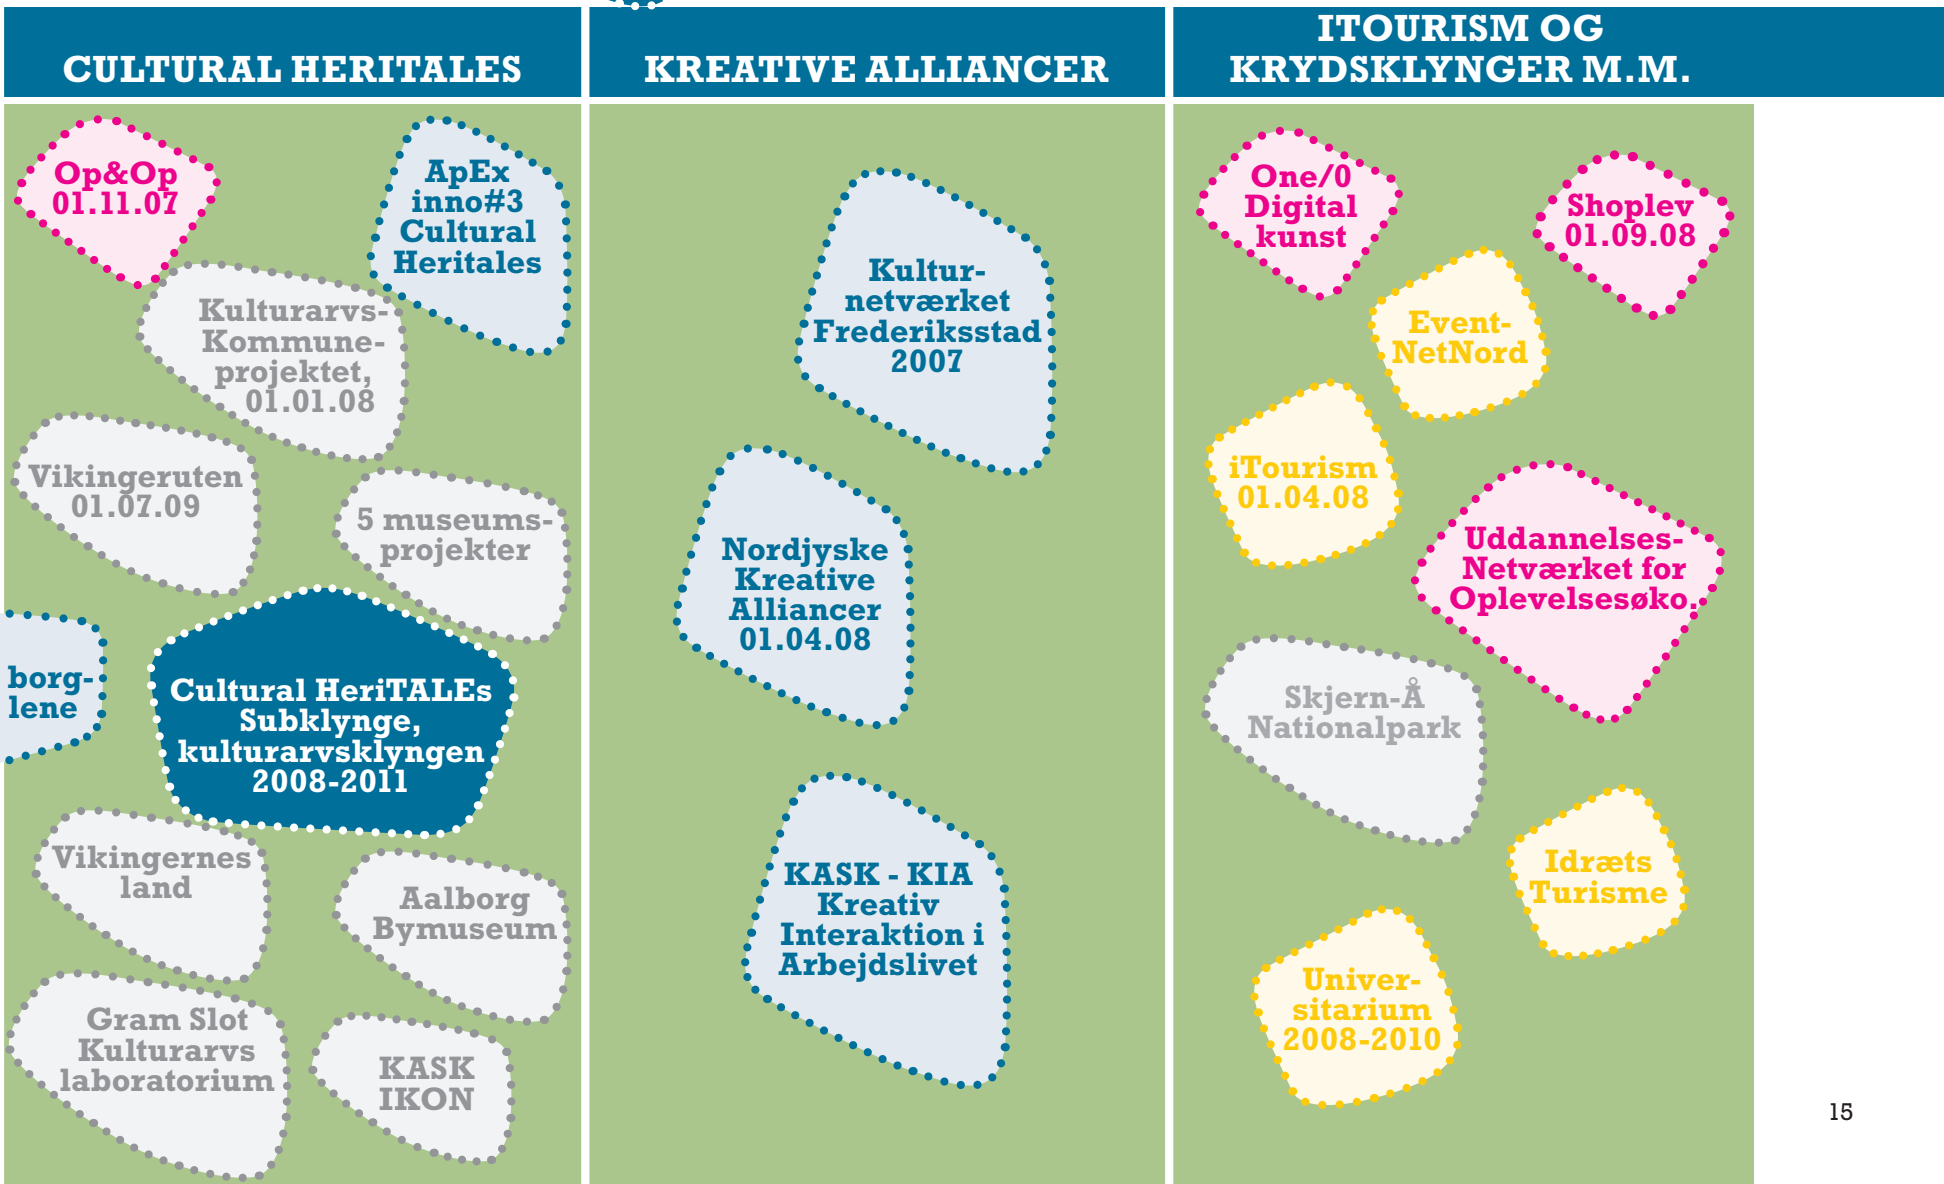 CULTURAL HERITALES
Op&Op
01.11.07
ApEx
inno#3
Cultural
Heritales
Kulturarvs-
Kommune-
projektet,
01.01.08
Vikingeruten
01.07.09
5 museums-
projekter
borg-
lene
Cultural HeriTALEs
Subklynge,
kulturarvsklyngen
2008-2011
Vikingernes
land
Aalborg
Bymuseum
Gram Slot
Kulturarvs
laboratorium
KASK
IKON
KREATIVE ALLIANCER
Kultur-
netværket
Frederiksstad
2007
Nordjyske
Kreative
Alliancer
01.04.08
KASK - KIA
Kreativ
Interaktion i
Arbejdslivet
ITOURISM OG
KRYDSKLYNGER M.M.
One/0
Digital
kunst
Shoplev
01.09.08
Event-
NetNord
iTourism
01.04.08
Uddannelses-
Netværket for
Oplevelsesøko.
Skjern-Å
Nationalpark
Idræts
Turisme
Univer-
sitarium
2008-2010
15